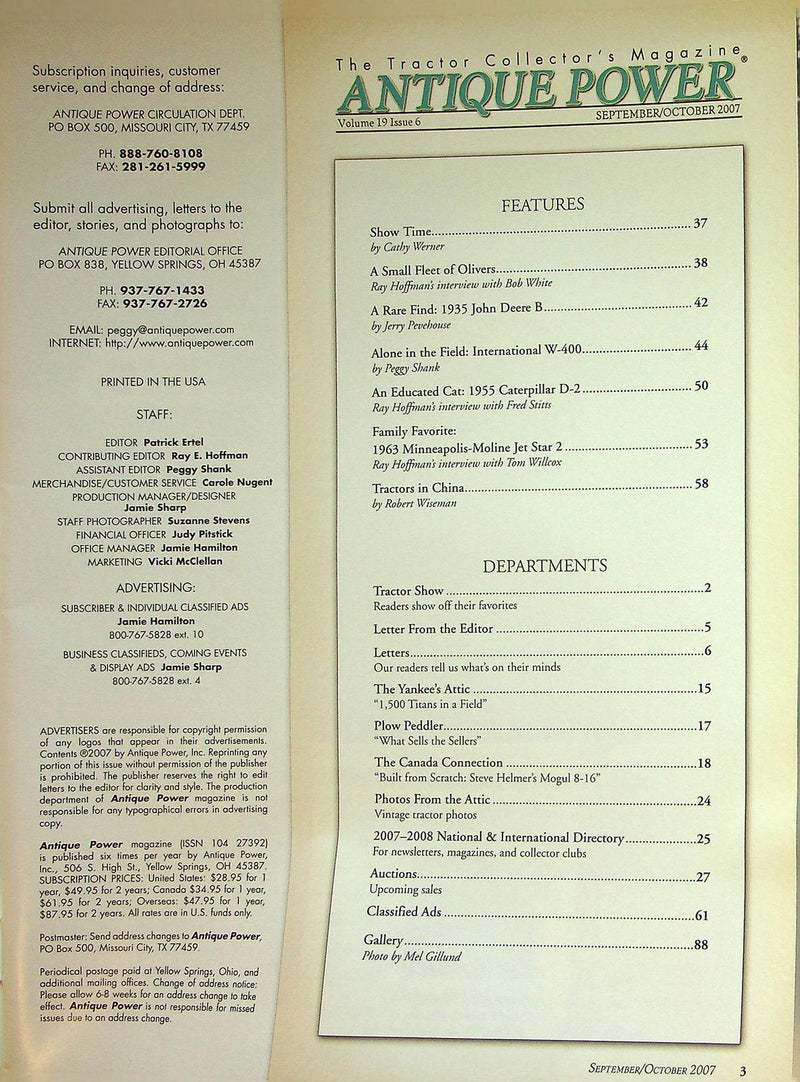 Subscription inquiries, customer
service, and change of address:
ANTIQUE POWER CIRCULATION DEPT.
PO BOX 500, MISSOURI CITY, TX 77459
PH. 888-760-8108
FAX: 281-261-5999
Submit all advertising, letters to the
editor, stories, and photographs to:
ANTIQUE POWER EDITORIAL OFFICE
PO BOX 838, YELLOW SPRINGS, OH 45387
PH. 937-767-1433
FAX: 937-767-2726
EMAIL: peggy@antiquepower.com
INTERNET: http://www.antiquepower.com
PRINTED IN THE USA
STAFF:
EDITOR Patrick Ertel
CONTRIBUTING EDITOR Ray E. Hoffman
ASSISTANT EDITOR Peggy Shank
MERCHANDISE/CUSTOMER SERVICE Carole Nugent
PRODUCTION MANAGER/DESIGNER
Jamie Sharp
STAFF PHOTOGRAPHER Suzanne Stevens
FINANCIAL OFFICER Judy Pitstick
OFFICE MANAGER Jamie Hamilton
MARKETING Vicki McClellan
ADVERTISING:
SUBSCRIBER & INDIVIDUAL CLASSIFIED ADS
Jamie Hamilton
800-767-5828 ext. 10
BUSINESS CLASSIFIEDS, COMING EVENTS
& DISPLAY ADS Jamie Sharp
800-767-5828 ext. 4
ADVERTISERS are responsible for copyright permission
of any logos that appear in their advertisements.
Contents ®2007 by Antique Power, Inc. Reprinting any
portion of this issue without permission of the publisher
is prohibited. The publisher reserves the right to edit
letters to the editor for clarity and style. The production
department of Antique Power magazine is not
responsible for any typographical errors in advertising
copy.
Antique Power magazine (ISSN 104 27392)
is published six times per year by Antique Power,
Inc., 506 S. High St., Yellow Springs, OH 45387.
SUBSCRIPTION PRICES: United States: $28.95 for 1
year, $49.95 for 2 years; Canada $34.95 for 1 year,
$61.95 for 2 years; Overseas: $47.95 for 1 year,
$87.95 for 2 years. All rates are in U.S. funds only.
Postmaster: Send address changes to Antique Power,
PO Box 500, Missouri City, TX 77459.
Periodical postage paid at Yellow Springs, Ohio, and
additional mailing offices. Change of address notice:
Please allow 6-8 weeks for an address change to take
effect. Antique Power is not responsible for missed
issues due to an address change.
The Tractor Collector's Magazine®
ANTIQUE POWER
Volume 19 Issue 6 SEPTEMBER/OCTOBER 2007
FEATURES
Show Time 37
by Cathy Werner
A Small Fleet of Olivers 38
Ray Hoffman's interview with Bob White
A Rare Find: 1935 John Deere B 42
by Jerry Pevehouse
Alone in the Field: International W-400 44
by Peggy Shank
An Educated Cat: 1955 Caterpillar D-2 50
Ray Hoffman's interview with Fred Stitts
Family Favorite:
1963 Minneapolis-Moline Jet Star 2 53
Ray Hoffman's interview with Tom Willcox
Tractors in China 58
by Robert Wiseman
DEPARTMENTS
Tractor Show 2
Readers show off their favorites
Letter From the Editor 5
Letters 6
Our readers tell us what's on their minds
The Yankee's Attic 15
"1,500 Titans in a Field"
Plow Peddler 17
"What Sells the Sellers"
The Canada Connection 18
"Built from Scratch: Steve Helmer's Mogul 8-16"
Photos From the Attic 24
Vintage tractor photos
2007–2008 National & International Directory 25
For newsletters, magazines, and collector clubs
Auctions 27
Upcoming sales
Classified Ads 61
Gallery 88
Photo by Mel Gillund
SEPTEMBER/OCTOBER 2007 3